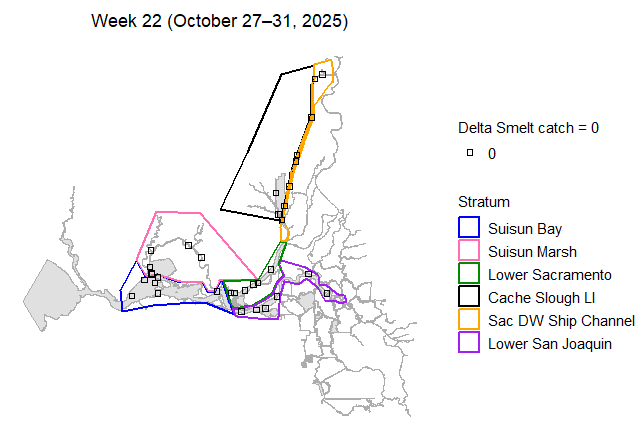 Week 22 (October 27–31, 2025)
Delta Smelt catch = 0
0
Stratum
Suisun Bay
Suisun Marsh
Lower Sacramento
Cache Slough LI
Sac DW Ship Channel
Lower San Joaquin